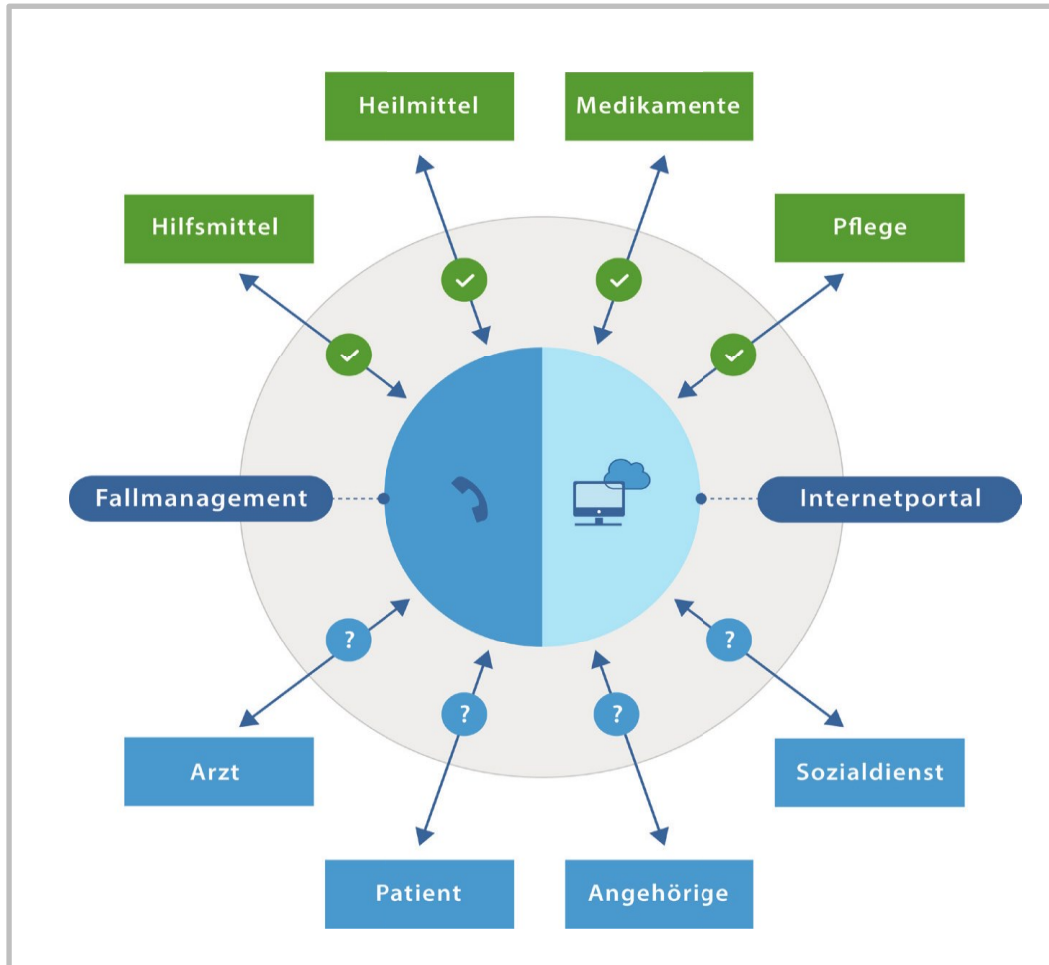 Heilmittel
Medikamente
Hilfsmittel
Pflege
Fallmanagement
Internetportal
?
?
?
?
Arzt
Sozialdienst
Patient
Angehörige